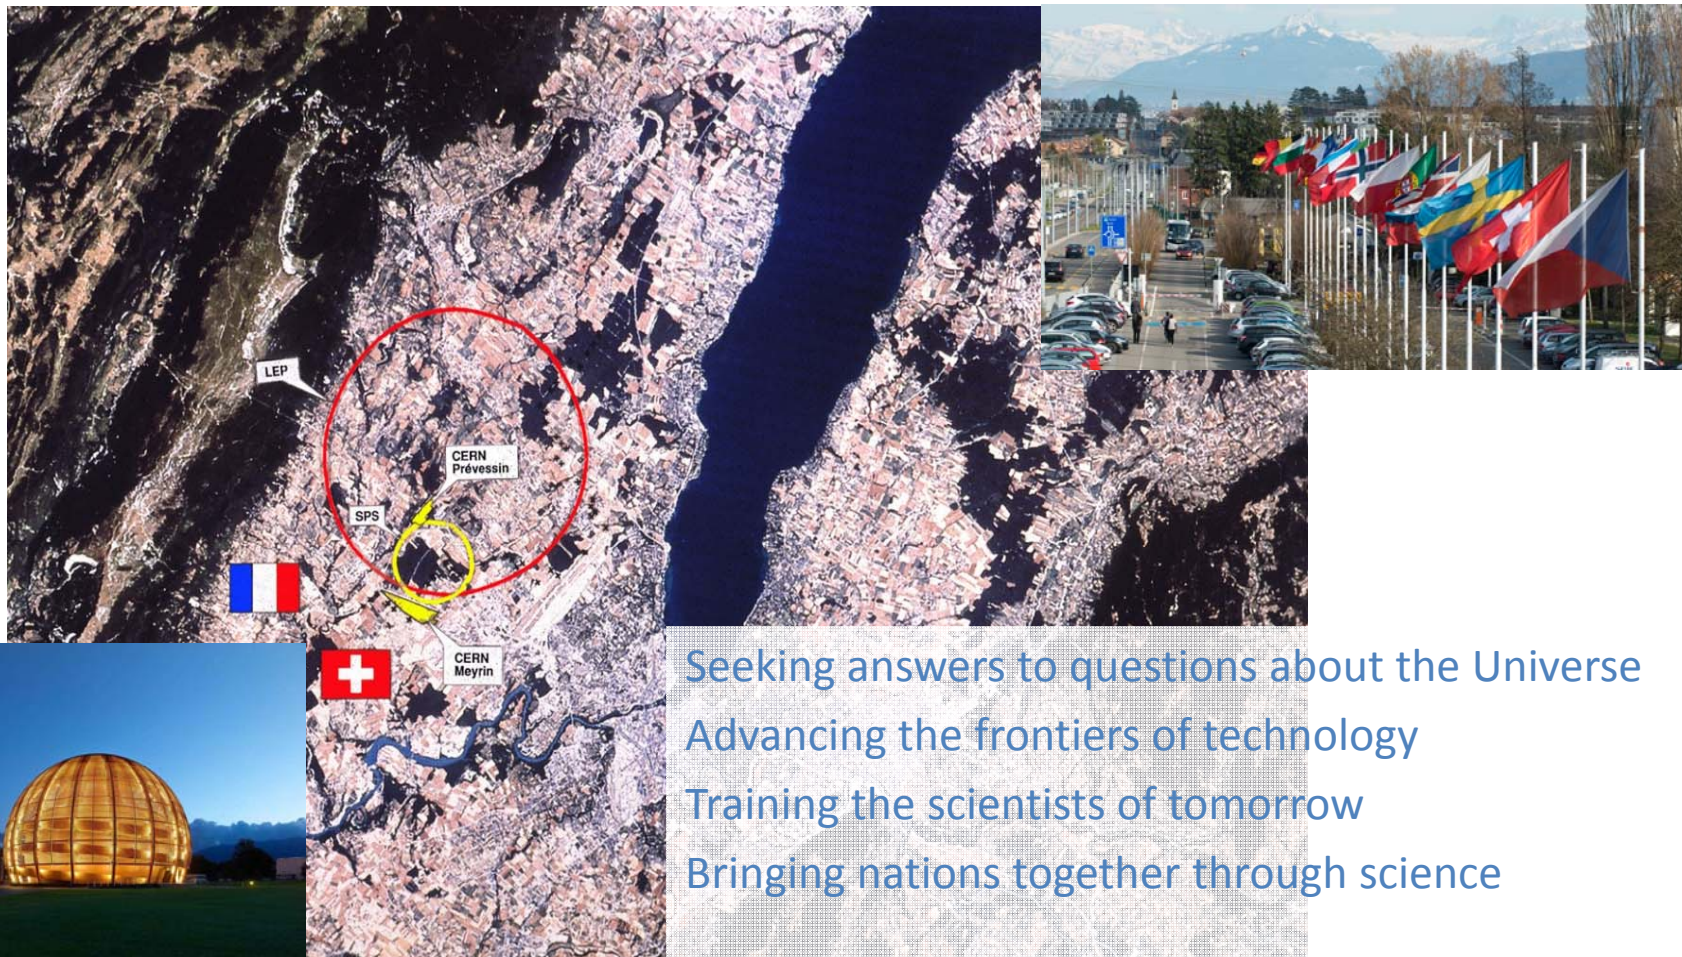 LEP
CERN
Prévessin
SPS
CERN
Meyrin
Seeking answers to questions about the Universe
Advancing the frontiers of technology
Training the scientists of tomorrow
Bringing nations together through science